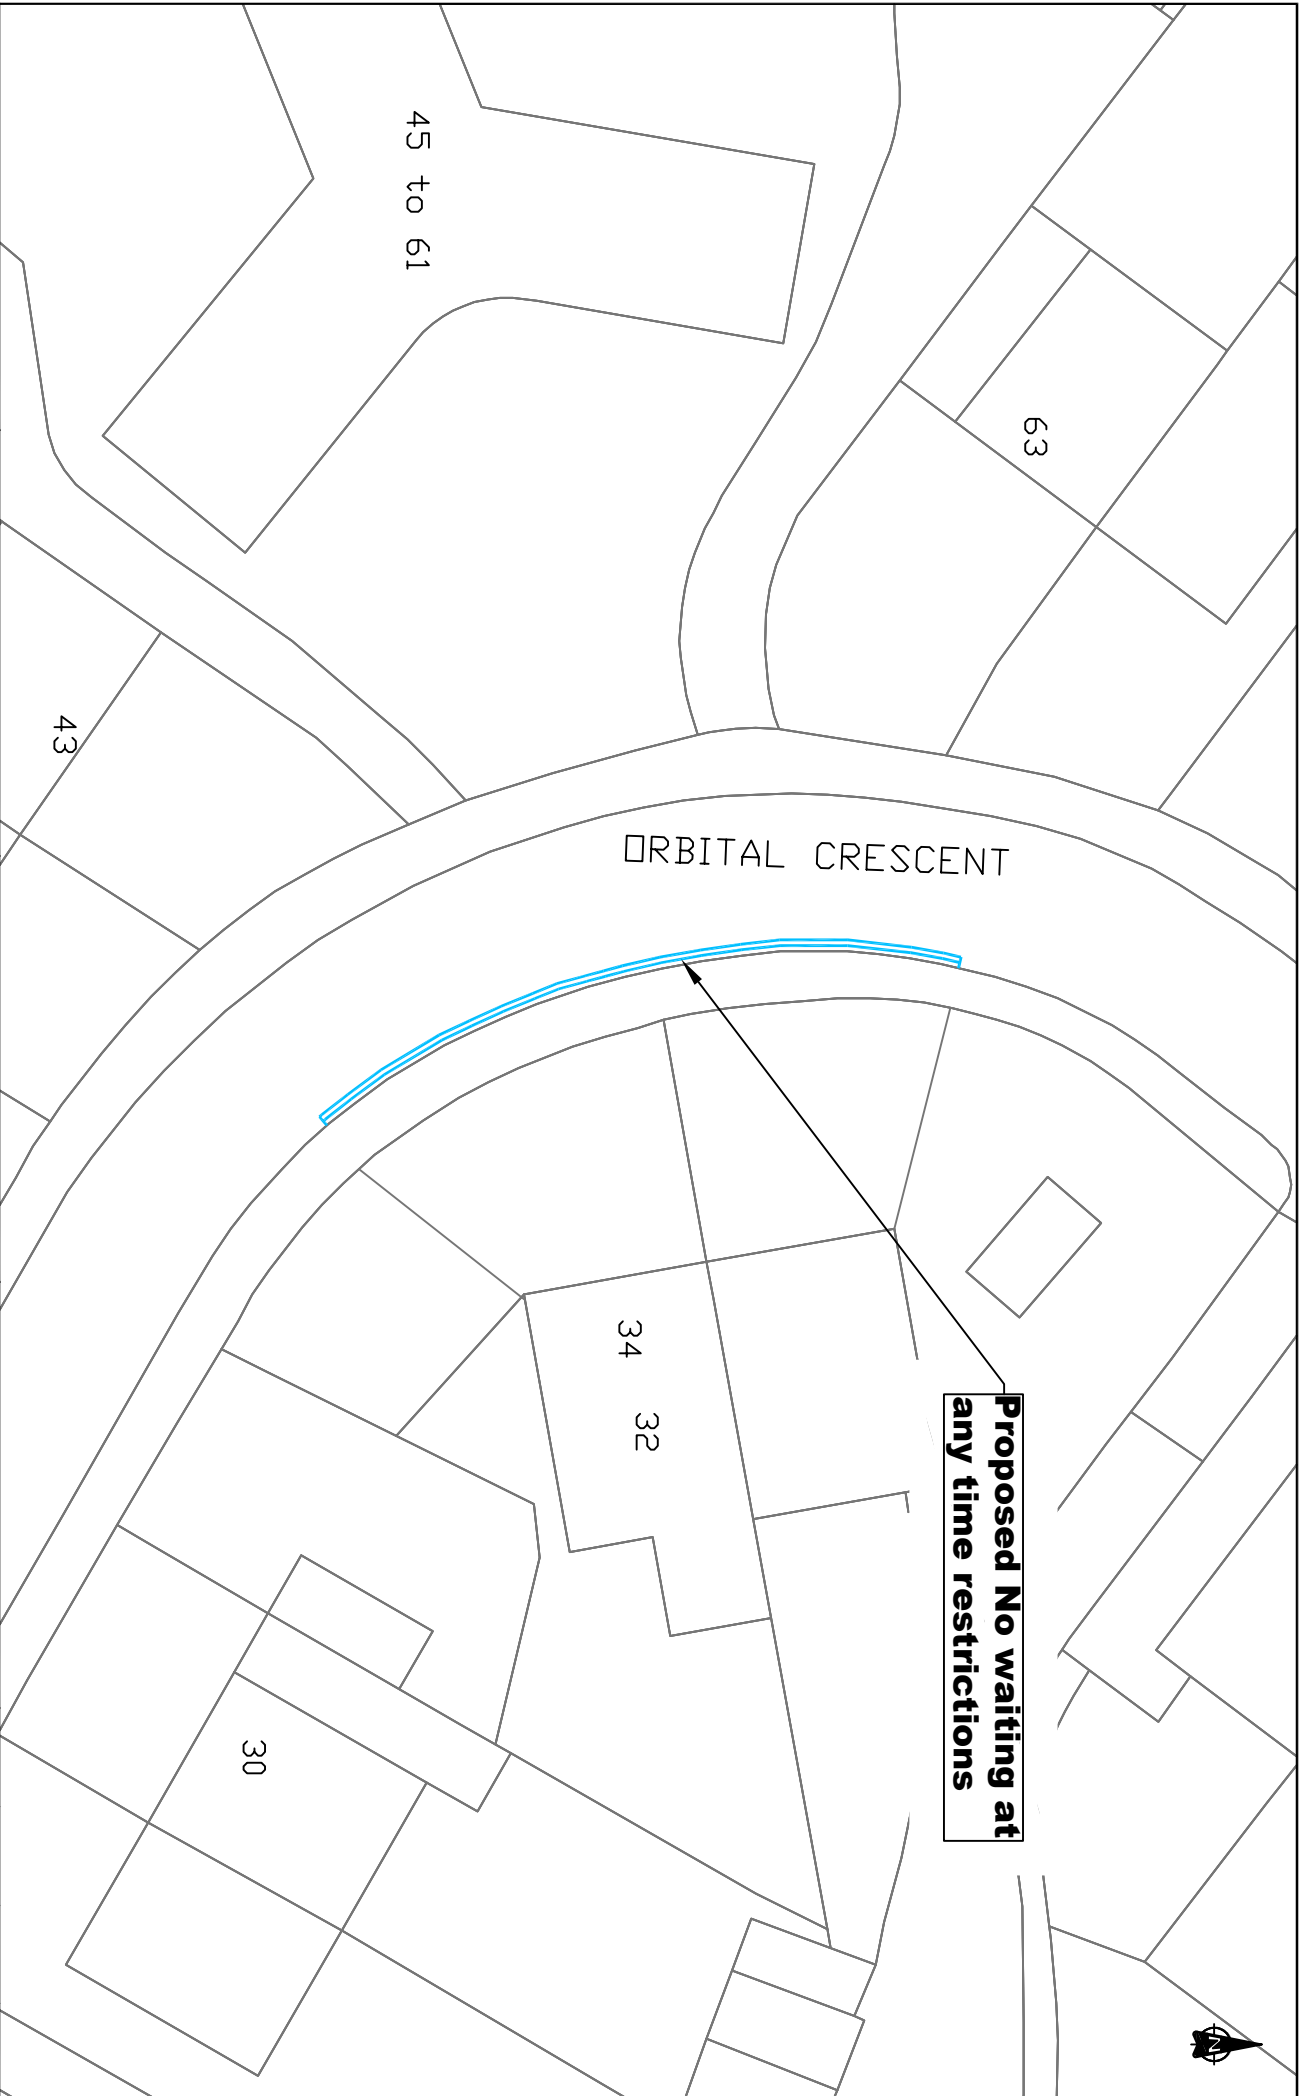 45 to 61
63
43
ORBITAL CRESCENT
34
32
30
Proposed No waiting at
any time restrictions
N